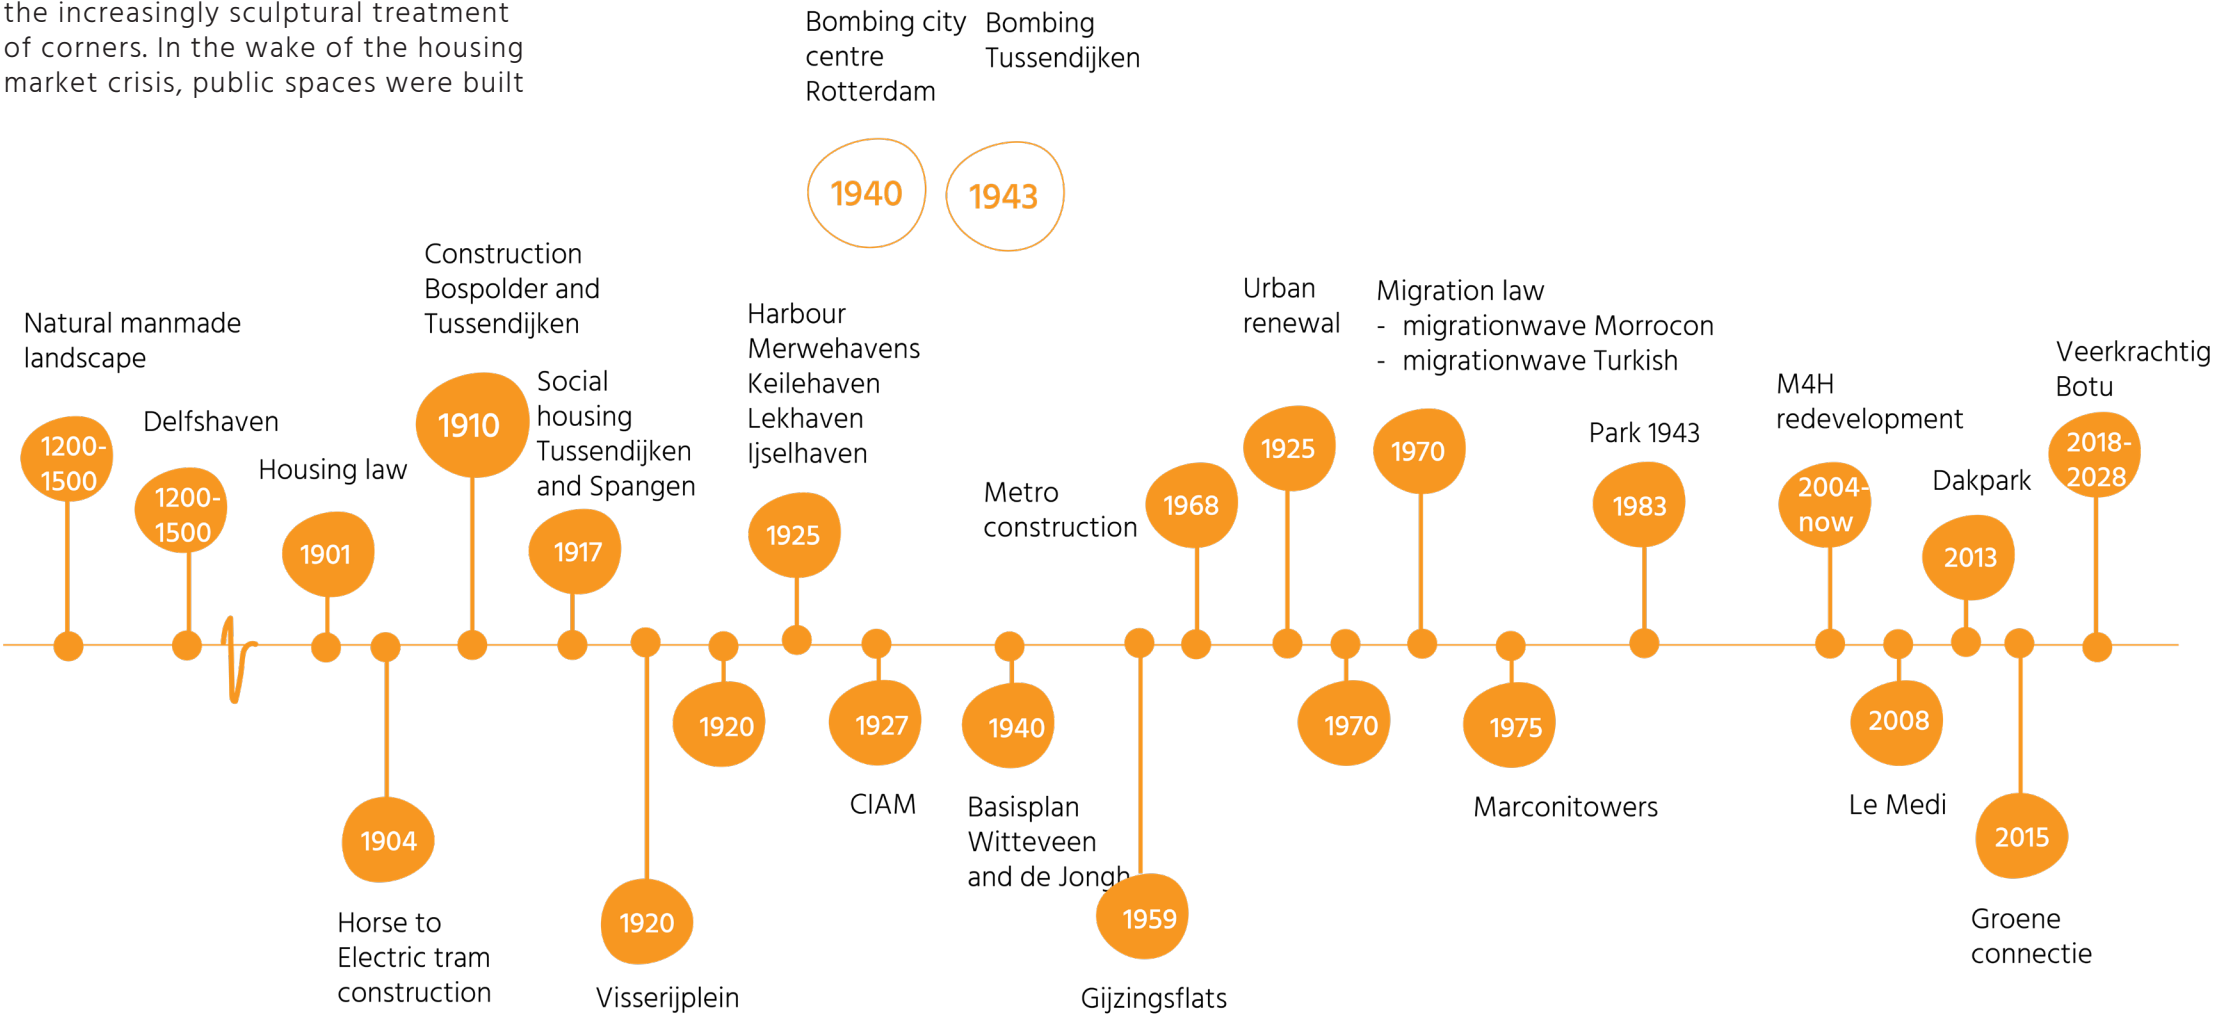 the increasingly sculptural treatment
of corners. In the wake of the housing
market crisis, public spaces were built
Bombing city
centre
Rotterdam
Bombing
Tussendijken
1940
1943
Natural manmade
landscape
1200-
1500
Delfshaven
1200-
1500
Housing law
1901
Horse to
Electric tram
construction
1904
Construction
Bospolder and
Tussendijken
1910
Social
housing
Tussendijken
and Spangen
1917
1920
Visserijplein
1920
Harbour
Merwehavens
Keilehaven
Lekhaven
Ijselhaven
1925
1927
CIAM
1940
Basisplan
Witteveen
and de Jongh
1959
Gijzingsflats
Metro
construction
1968
Urban
renewal
1925
1970
Migration law
- migrationwave Morrocon
- migrationwave Turkish
1970
1975
Marconitowers
Park 1943
1983
M4H
redevelopment
2004-
now
2008
Le Medi
Dakpark
2013
2015
Groene
connectie
Veerkrachtig
Botu
2018-
2028